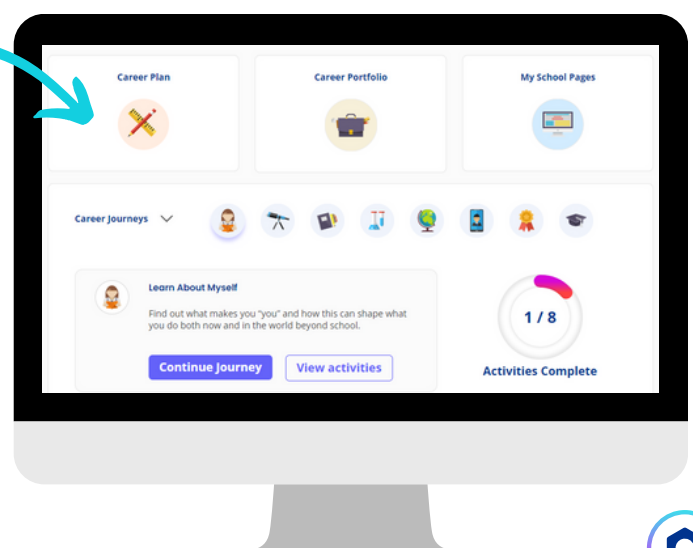 Career Plan
Career Portfolio
My School Pages
Career Journeys
Learn About Myself
Find out what makes you "you" and how this can shape what
you do both now and in the world beyond school.
Continue Journey
View activities
1 / 8
Activities Complete